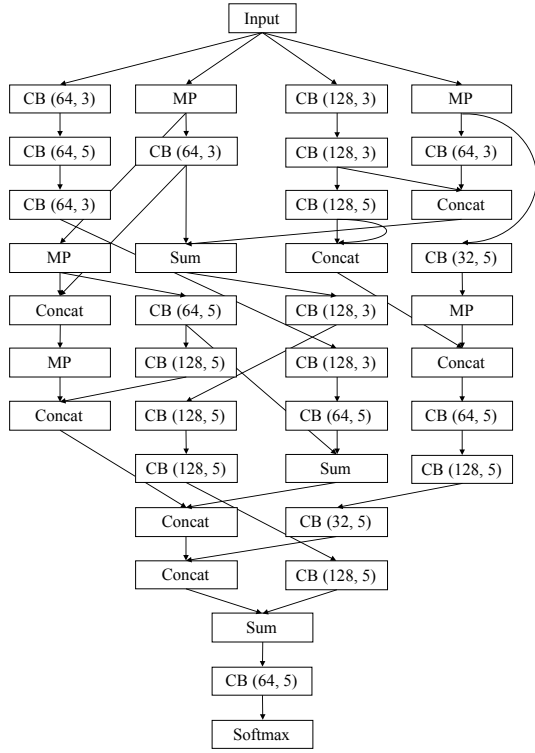 Input
CB (64, 3) MP CB (128, 3) MP
CB (64, 5) CB (64, 3) CB (128, 3) CB (64, 3)
CB (64, 3) CB (128, 5) Concat
MP Sum Concat CB (32, 5)
Concat CB (64, 5) CB (128, 3) MP
MP CB (128, 5) CB (128, 3) Concat
Concat CB (128, 5) CB (64, 5) CB (64, 5)
CB (128, 5) Sum CB (128, 5)
Concat CB (32, 5)
Concat CB (128, 5)
Sum
CB (64, 5)
Softmax